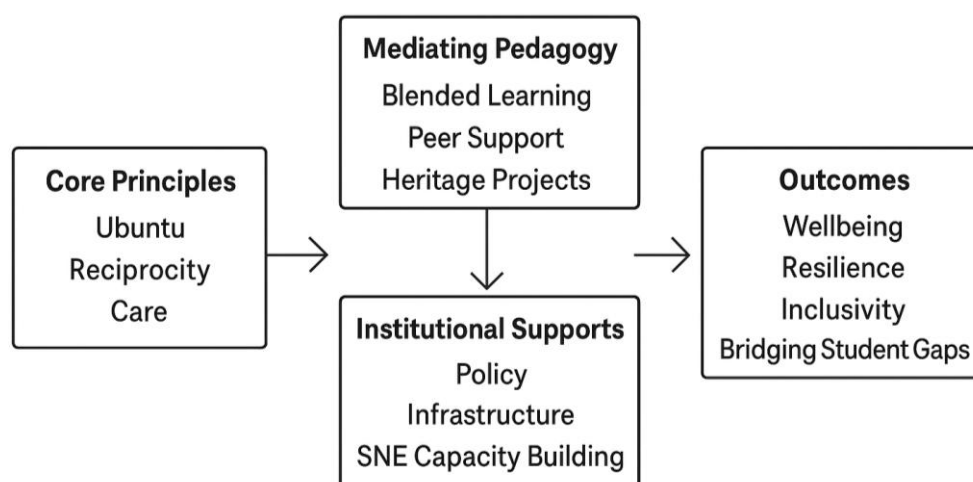 Core Principles
Ubuntu
Reciprocity
Care
Mediating Pedagogy
Blended Learning
Peer Support
Heritage Projects
Institutional Supports
Policy
Infrastructure
SNE Capacity Building
Outcomes
Wellbeing
Resilience
Inclusivity
Bridging Student Gaps